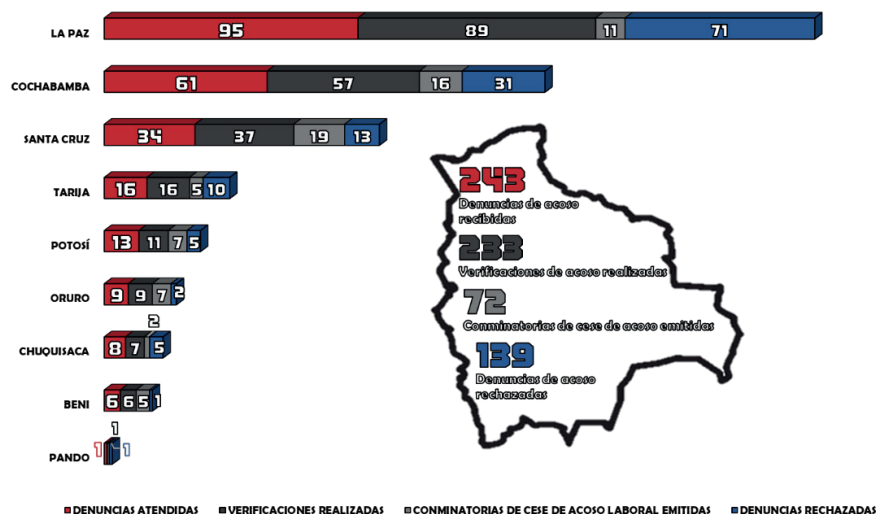 LA PAZ
95 89 11 71
COCHABAMBA
61 57 16 31
SANTA CRUZ
34 37 19 13
TARIJA
16 16 5 10
POTOSÍ
13 11 7 5
ORURO
9 9 7 2
2
CHUQUISACA
8 7 5
BENI
6 6 5 1
1
PANDO
1 1
243
Denuncias de acoso
recibidas
233
Verificaciones de acoso realizadas
72
Conminatorias de cese de acoso emitidas
139
Denuncias de acoso
rechazadas
DENUNCIAS ATENDIDAS VERIFICACIONES REALIZADAS CONMINATORIAS DE CESE DE ACOSO LABORAL EMITIDAS DENUNCIAS RECHAZADAS